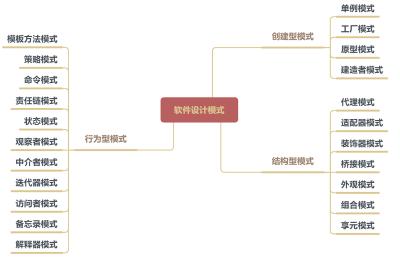 软件设计模式
创建型模式
单例模式
工厂模式
原型模式
建造者模式
结构型模式
代理模式
适配器模式
装饰器模式
桥接模式
外观模式
组合模式
享元模式
行为型模式
模板方法模式
策略模式
命令模式
责任链模式
状态模式
观察者模式
中介者模式
迭代器模式
访问者模式
备忘录模式
解释器模式